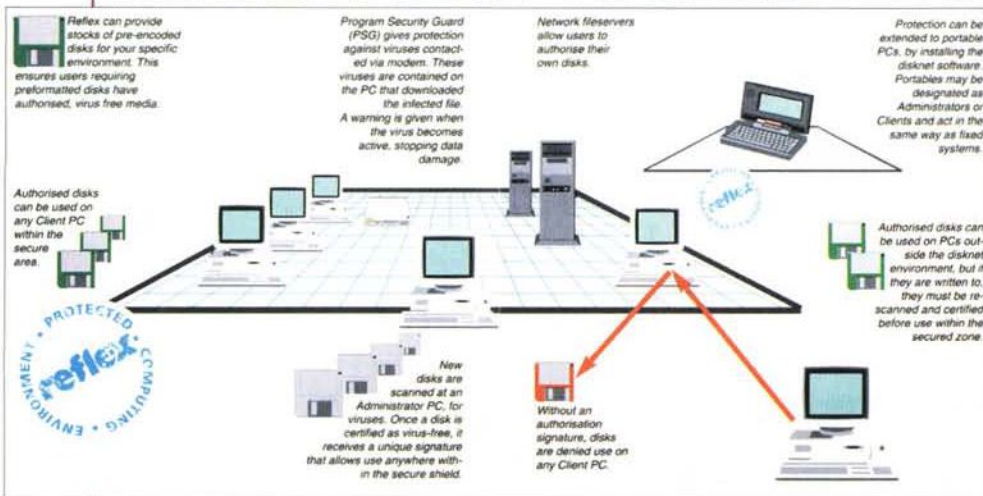 Reflex can provide
stocks of pre-encoded
disks for your specific
environment. This
ensures users requiring
preformatted disks have
authorised, virus free media.
Program Security Guard
(PSG) gives protection
against viruses contact-
ed via modem. These
viruses are contained on
the PC that downloaded
the infected file.
A warning is given when
the virus becomes
active, stopping data
damage.
Network fileservers
allow users to
authorise their
own disks.
Protection can be
extended to portable
PCs, by installing the
disknet software.
Portables may be
designated as
Administrators or
Clients and act in the
same way as fixed
systems.
Authorised disks
can be used on
any Client PC
within the
secure
area.
reflex
Authorised disks can
be used on PCs out-
side the disknet
environment, but if
they are written to,
they must be re-
scanned and certified
before use within the
secured zone.
PROTECTED
COMPUTING
ENVIRONMENT
reflex
New
disks are
scanned at an
Administrator PC, for
viruses. Once a disk is
certified as virus-free, it
receives a unique signature
that allows use anywhere with-
in the secure shield.
Without an
authorisation
signature, disks
are denied use on
any Client PC.